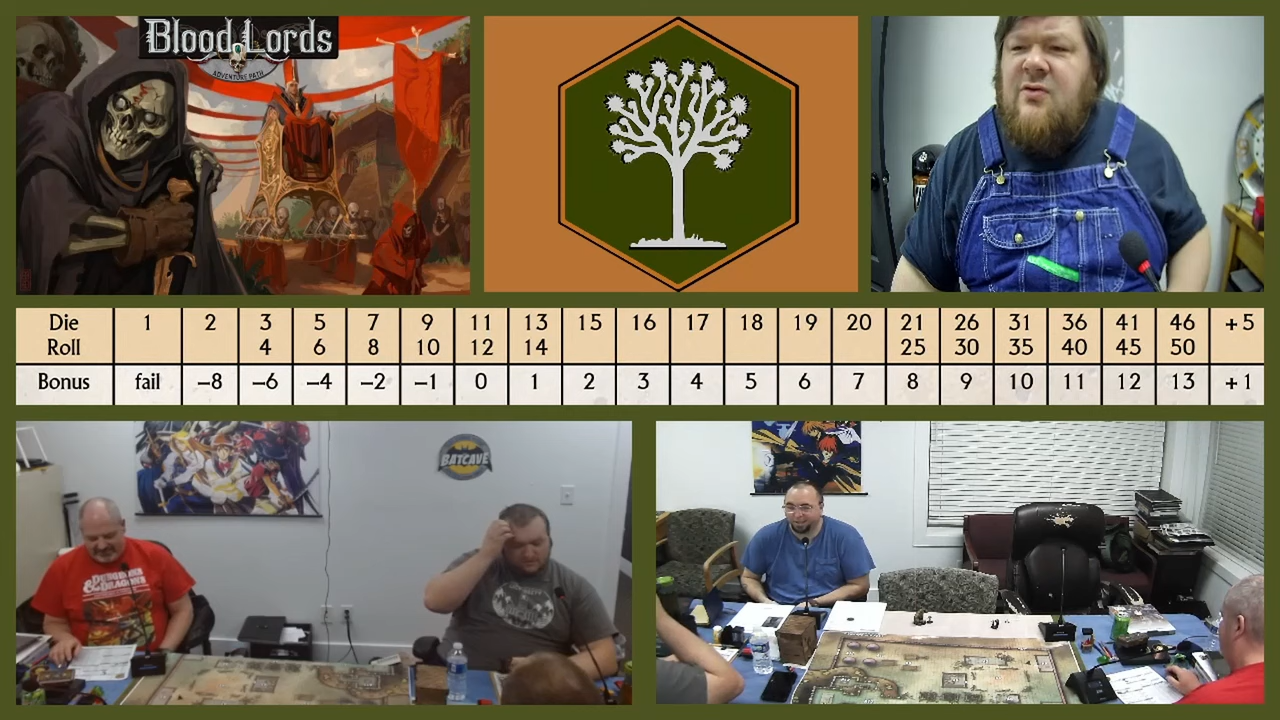 Blood Lords
ADVENTURE PATH
Die Roll 1 2 3 4 5 6 7 8 9 10 11 12 13 14 15 16 17 18 19 20 21 25 26 30 31 35 36 40 41 45 46 50 +5
Bonus fail –8 –6 –4 –2 –1 0 1 2 3 4 5 6 7 8 9 10 11 12 13 +1
BATCAVE
DUNGEONS
& DRAGONS